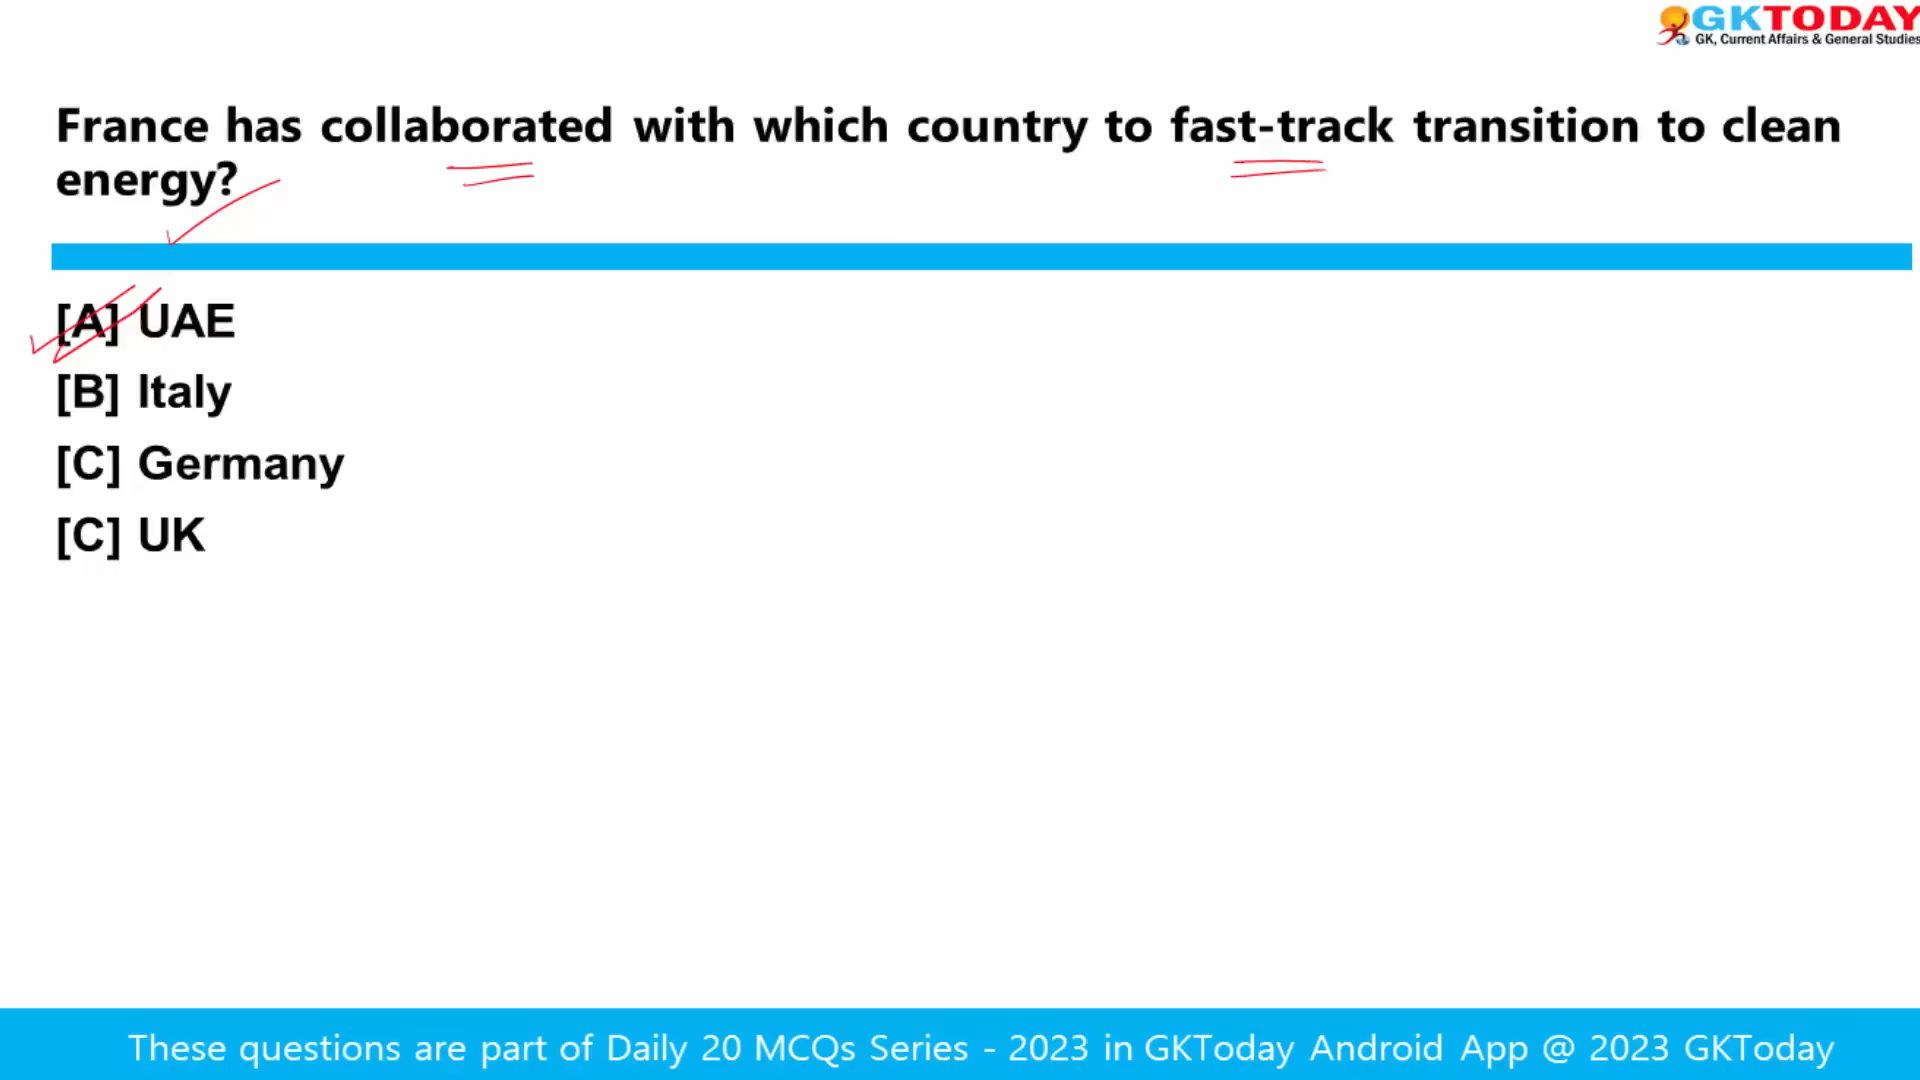 GKTODAY
GK, Current Affairs & General Studies
France has collaborated with which country to fast-track transition to clean
energy?
[A] UAE
[B] Italy
[C] Germany
[C] UK
These questions are part of Daily 20 MCQs Series - 2023 in GKToday Android App @ 2023 GKToday